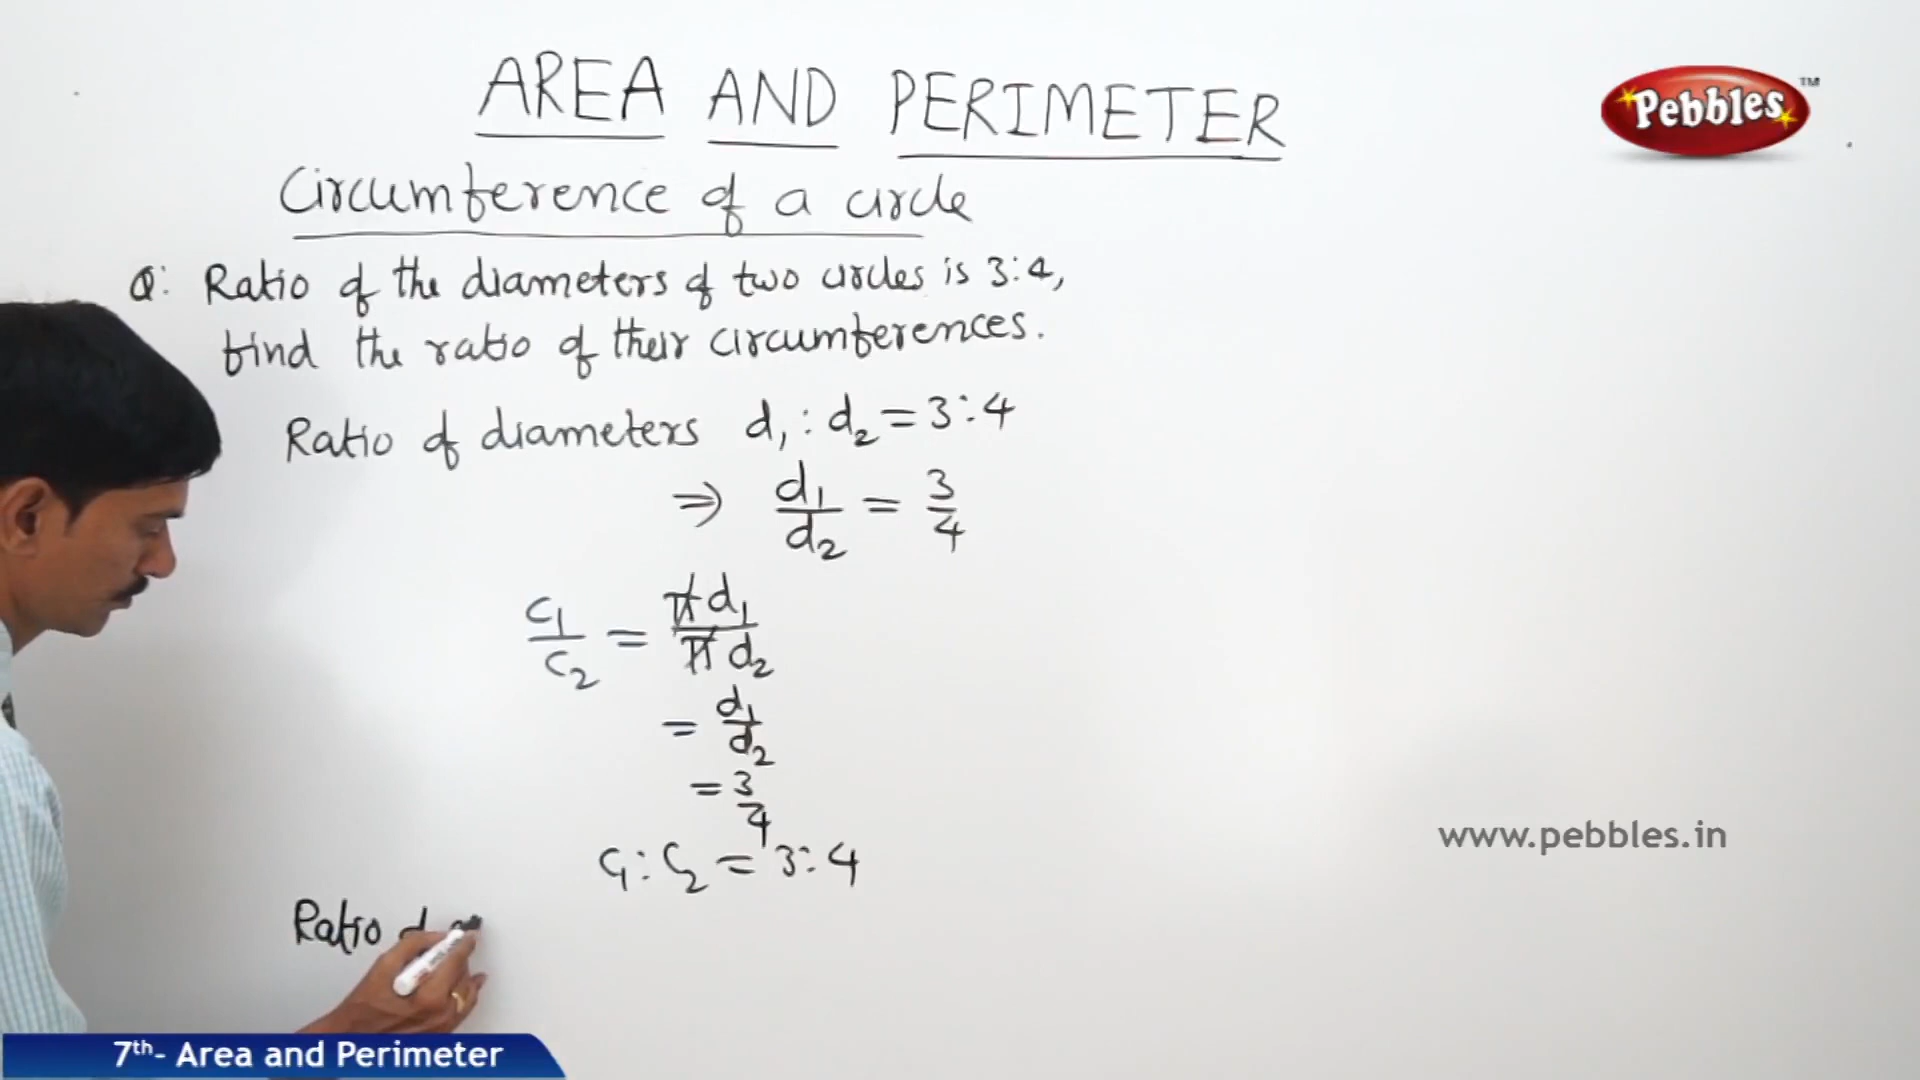 AREA AND PERIMETER
Pebbles™
Circumference of a circle
Q: Ratio of the diameters of two circles is 3:4,
find the ratio of their circumferences.
Ratio of diameters d₁ : d₂ = 3:4
⇒ d₁/d₂ = 3/4
C₁/C₂ = πd₁/πd₂
= d₁/d₂
= 3/4
www.pebbles.in
C₁:C₂ = 3:4
Ratio
7th- Area and Perimeter